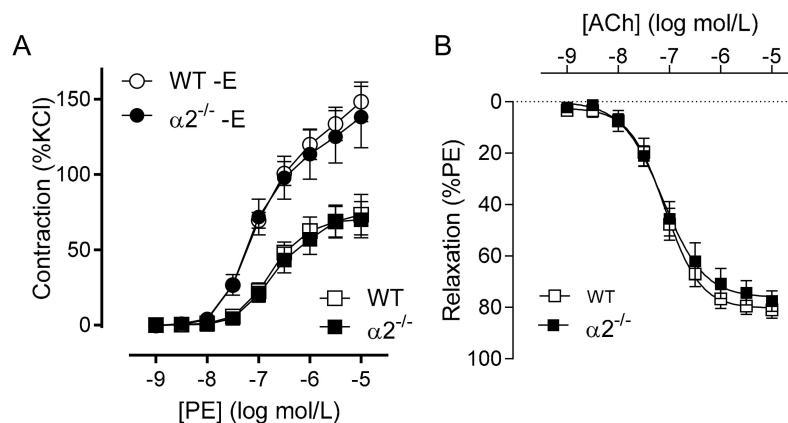 A
WT -E
α2-/- -E
Contraction (%KCl)
150
100
50
0
WT
α2-/-
-9 -8 -7 -6 -5
[PE] (log mol/L)
B
[ACh] (log mol/L)
-9 -8 -7 -6 -5
Relaxation (%PE)
0
20
40
60
80
100
WT
α2-/-